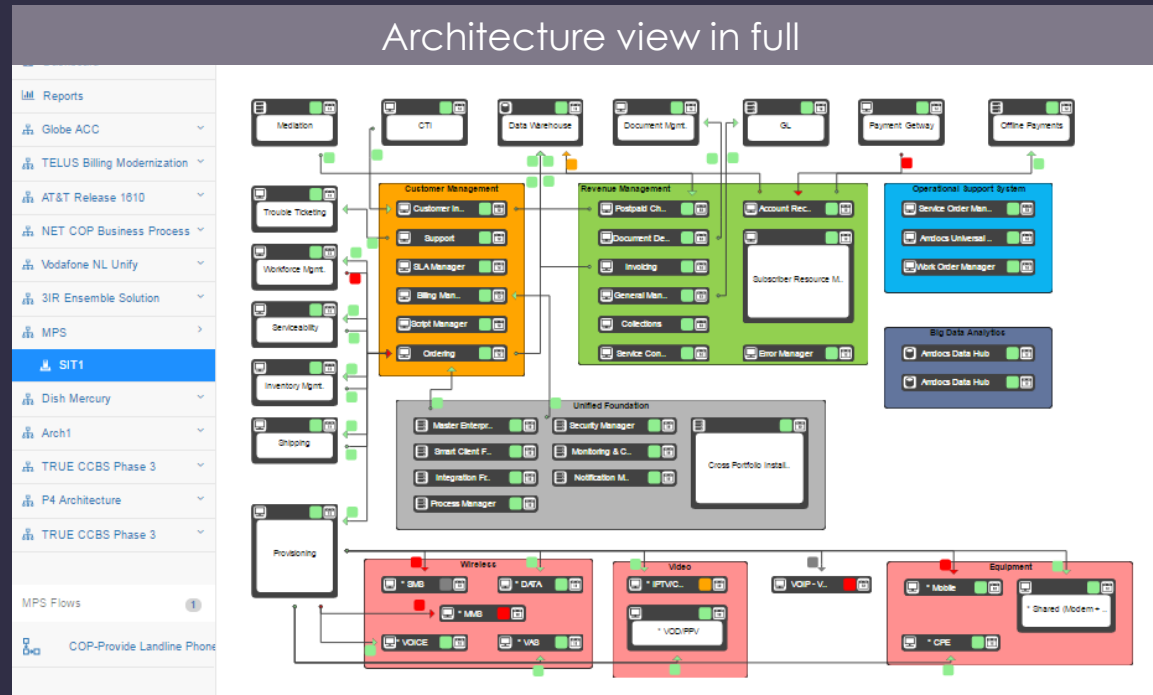 Architecture view in full
Reports
Globe ACC
TELUS Billing Modernization
AT&T Release 1610
NET COP Business Process
Vodafone NL Unify
3IR Ensemble Solution
MPS
SIT1
Dish Mercury
Arch1
TRUE CCBS Phase 3
P4 Architecture
TRUE CCBS Phase 3
MPS Flows
1
COP-Provide Landline Phone
Mediation
CTI
Data Warehouse
Document Mgmt.
GL
Payment Getway
Offline Payments
Trouble Ticketing
Workforce Mgmt.
Serviceability
Inventory Mgmt.
Shipping
Provisioning
Customer Management
Customer In..
Support
SLA Manager
Billing Man..
Script Manager
Ordering
Revenue Management
Postpaid Ch..
Document De..
Invoicing
General Man..
Collections
Service Con..
Account Rec..
Subscriber Resource M..
Error Manager
Operational Support System
Service Order Man..
Amdocs Universal ..
Work Order Manager
Big Data Analytics
Amdocs Data Hub
Amdocs Data Hub
Unified Foundation
Master Enterpr..
Smart Client F..
Integration Fr..
Process Manager
Security Manager
Monitoring & C..
Notification M..
Cross Portfolio Install..
Wireless
* SMS
* DATA
* MMS
* VOICE
* VAS
Video
* IPTV/C..
* VOD/PPV
VOIP - V..
Equipment
* Mobile
* Shared (Modem + ..
* CPE